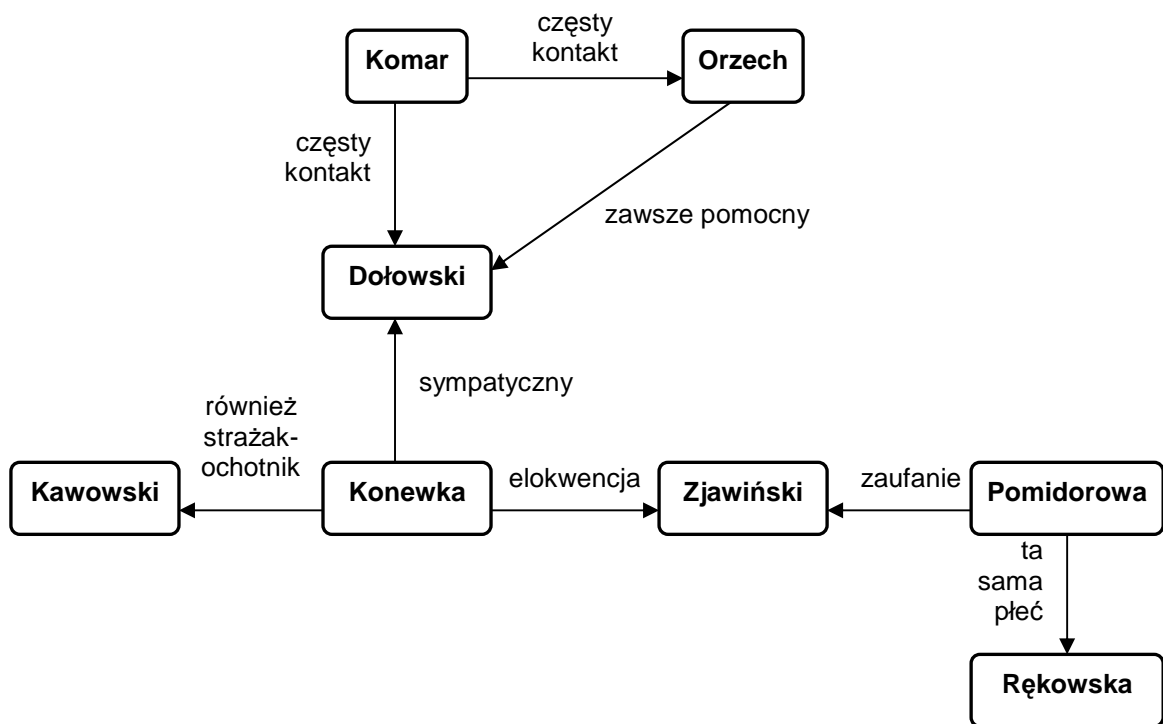 częsty
kontakt
Komar
Orzech
częsty
kontakt
zawsze pomocny
Dołowski
sympatyczny
również
strażak-
ochotnik
Kawowski
Konewka
elokwencja
Zjawiński
zaufanie
Pomidorowa
ta
sama
płeć
Rękowska